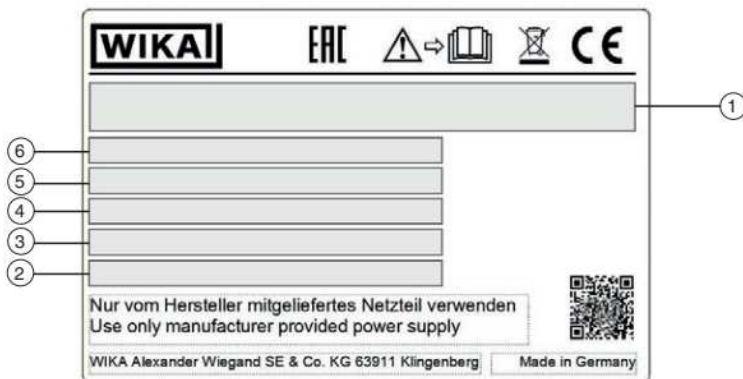 WIKA
EAC
CE
1
6
5
4
3
2
Nur vom Hersteller mitgeliefertes Netzteil verwenden
Use only manufacturer provided power supply
WIKA Alexander Wiegand SE & Co. KG 63911 Klingenberg Made in Germany